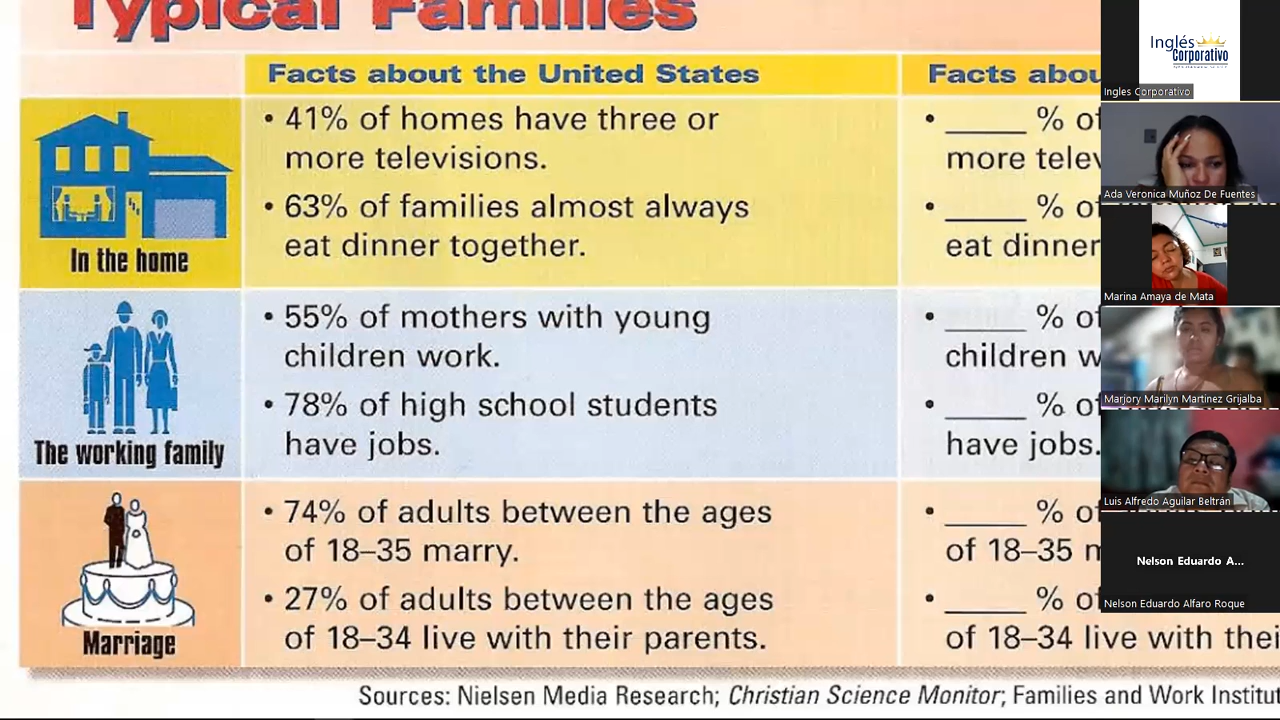 Typical Families
Facts about the United States
Facts abou
In the home
• 41% of homes have three or
more televisions.
• 63% of families almost always
eat dinner together.
• _____ % of
more telev
• _____ % of
eat dinner
The working family
• 55% of mothers with young
children work.
• 78% of high school students
have jobs.
• _____ % of
children w
• _____ % of
have jobs.
Marriage
• 74% of adults between the ages
of 18–35 marry.
• 27% of adults between the ages
of 18–34 live with their parents.
• _____ % of
of 18–35 m
• _____ % of
of 18–34 live with thei
Sources: Nielsen Media Research; Christian Science Monitor; Families and Work Institut
Inglés
Corporativo
Ingles Corporativo
Ada Veronica Muñoz De Fuentes
Marina Amaya de Mata
Marjory Marilyn Martinez Grijalba
Luis Alfredo Aguilar Beltrán
Nelson Eduardo A...
Nelson Eduardo Alfaro Roque